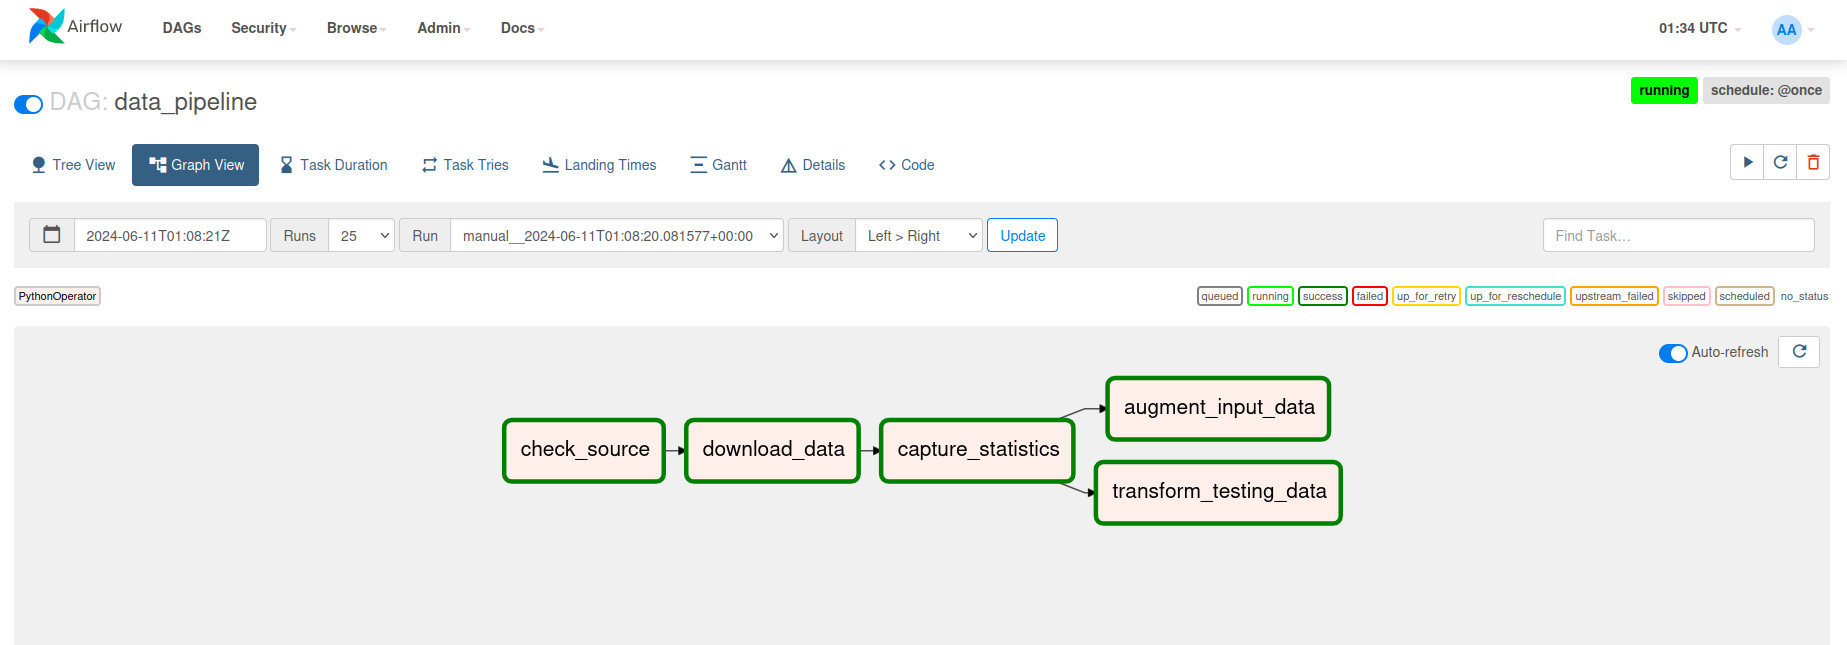 Airflow DAGs Security Browse Admin Docs 01:34 UTC AA
DAG: data_pipeline running schedule: @once
Tree View Graph View Task Duration Task Tries Landing Times Gantt Details Code
2024-06-11T01:08:21Z Runs 25 Run manual__2024-06-11T01:08:20.081577+00:00 Layout Left > Right Update Find Task...
PythonOperator queued running success failed up_for_retry up_for_reschedule upstream_failed skipped scheduled no_status
Auto-refresh
augment_input_data
check_source download_data capture_statistics
transform_testing_data